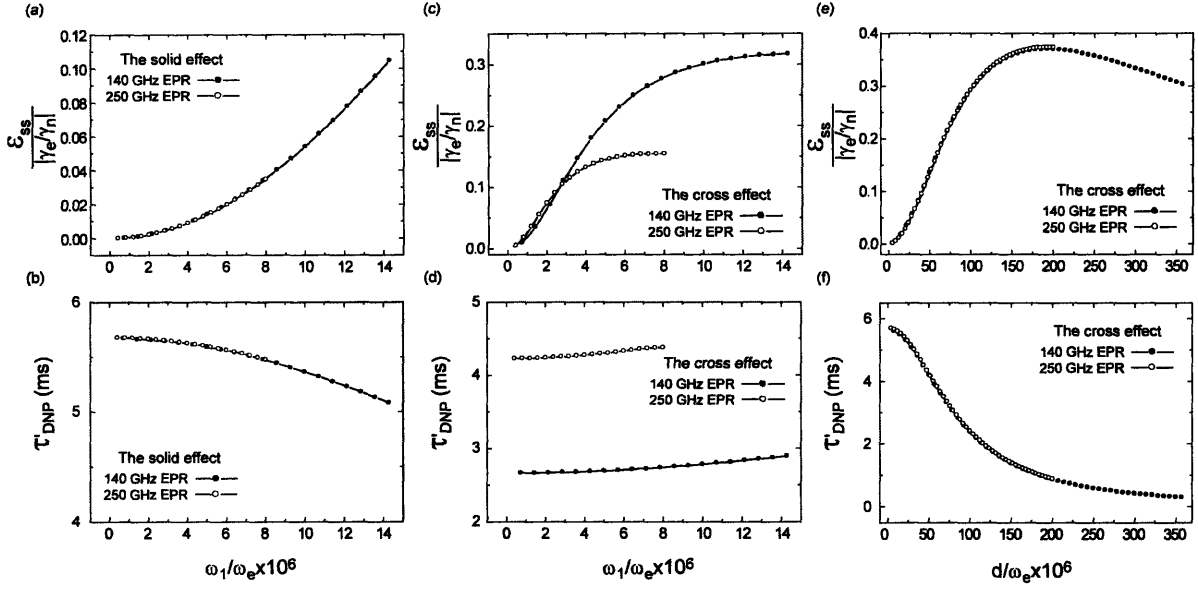 (a)
0.12
0.10
0.08
0.06
0.04
0.02
0.00
The solid effect
140 GHz EPR
250 GHz EPR
εss
|γe/γn|
0 2 4 6 8 10 12 14
(b)
6
5
4
τ'DNP (ms)
The solid effect
140 GHz EPR
250 GHz EPR
0 2 4 6 8 10 12 14
ω1/ωex10⁶
(c)
0.3
0.2
0.1
0.0
εss
|γe/γn|
The cross effect
140 GHz EPR
250 GHz EPR
0 2 4 6 8 10 12 14
(d)
5
4
3
2
τ'DNP (ms)
The cross effect
140 GHz EPR
250 GHz EPR
0 2 4 6 8 10 12 14
ω1/ωex10⁶
(e)
0.4
0.3
0.2
0.1
0.0
εss
|γe/γn|
The cross effect
140 GHz EPR
250 GHz EPR
0 50 100 150 200 250 300 350
(f)
6
4
2
0
τ'DNP (ms)
The cross effect
140 GHz EPR
250 GHz EPR
0 50 100 150 200 250 300 350
d/ωex10⁶